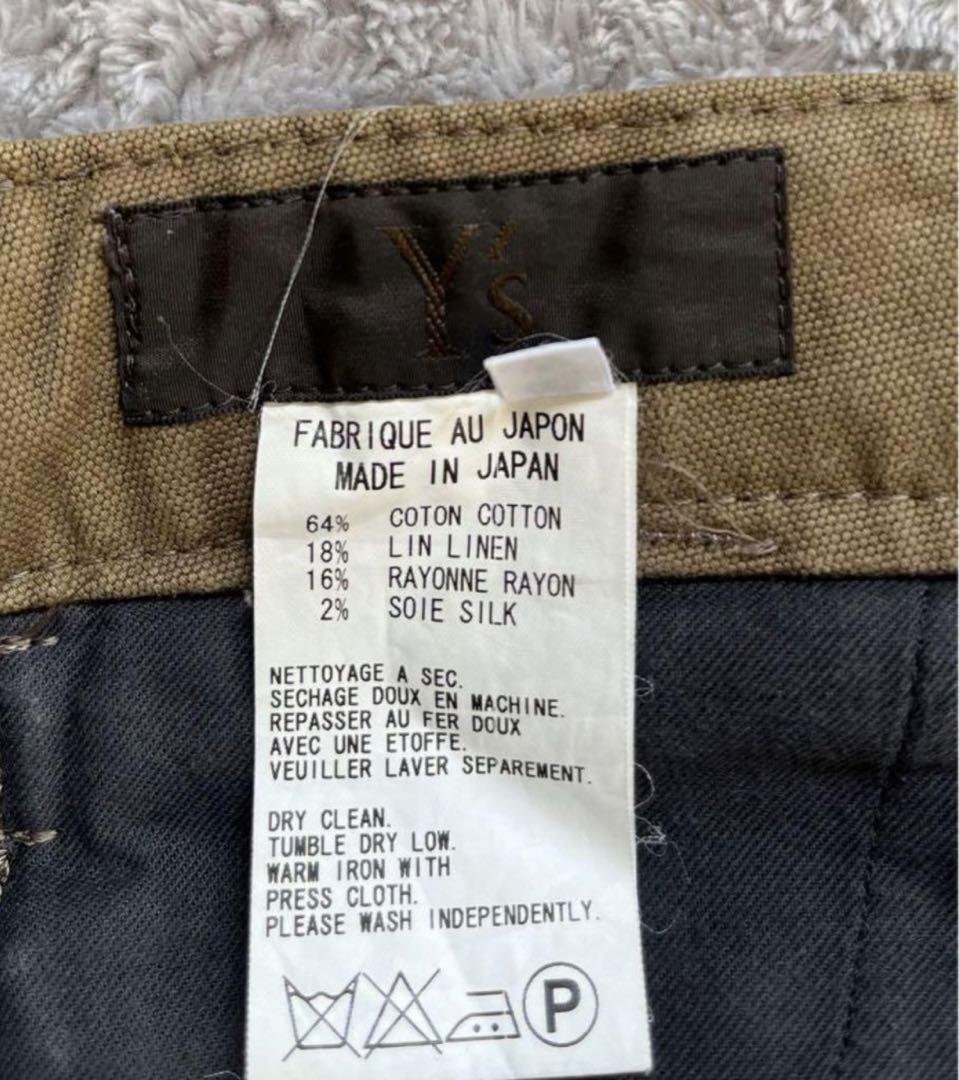 Y's
FABRIQUE AU JAPON
MADE IN JAPAN
64% COTON COTTON
18% LIN LINEN
16% RAYONNE RAYON
2% SOIE SILK
NETTOYAGE A SEC.
SECHAGE DOUX EN MACHINE.
REPASSER AU FER DOUX
AVEC UNE ETOFFE.
VEUILLER LAVER SEPAREMENT.
DRY CLEAN.
TUMBLE DRY LOW.
WARM IRON WITH
PRESS CLOTH.
PLEASE WASH INDEPENDENTLY.
P